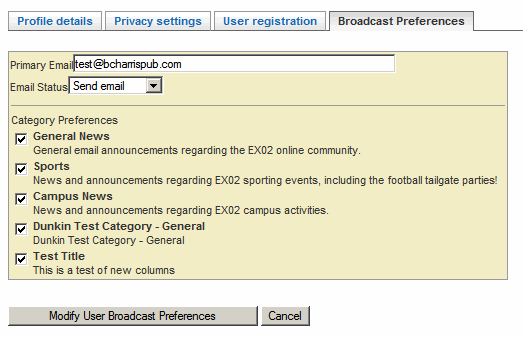 Profile details Privacy settings User registration Broadcast Preferences
Primary Email test@bcharrispub.com
Email Status Send email
Category Preferences
General News
General email announcements regarding the EX02 online community.
Sports
News and announcements regarding EX02 sporting events, including the football tailgate parties!
Campus News
News and announcements regarding EX02 campus activities.
Dunkin Test Category - General
Dunkin Test Category - General
Test Title
This is a test of new columns
Modify User Broadcast Preferences Cancel